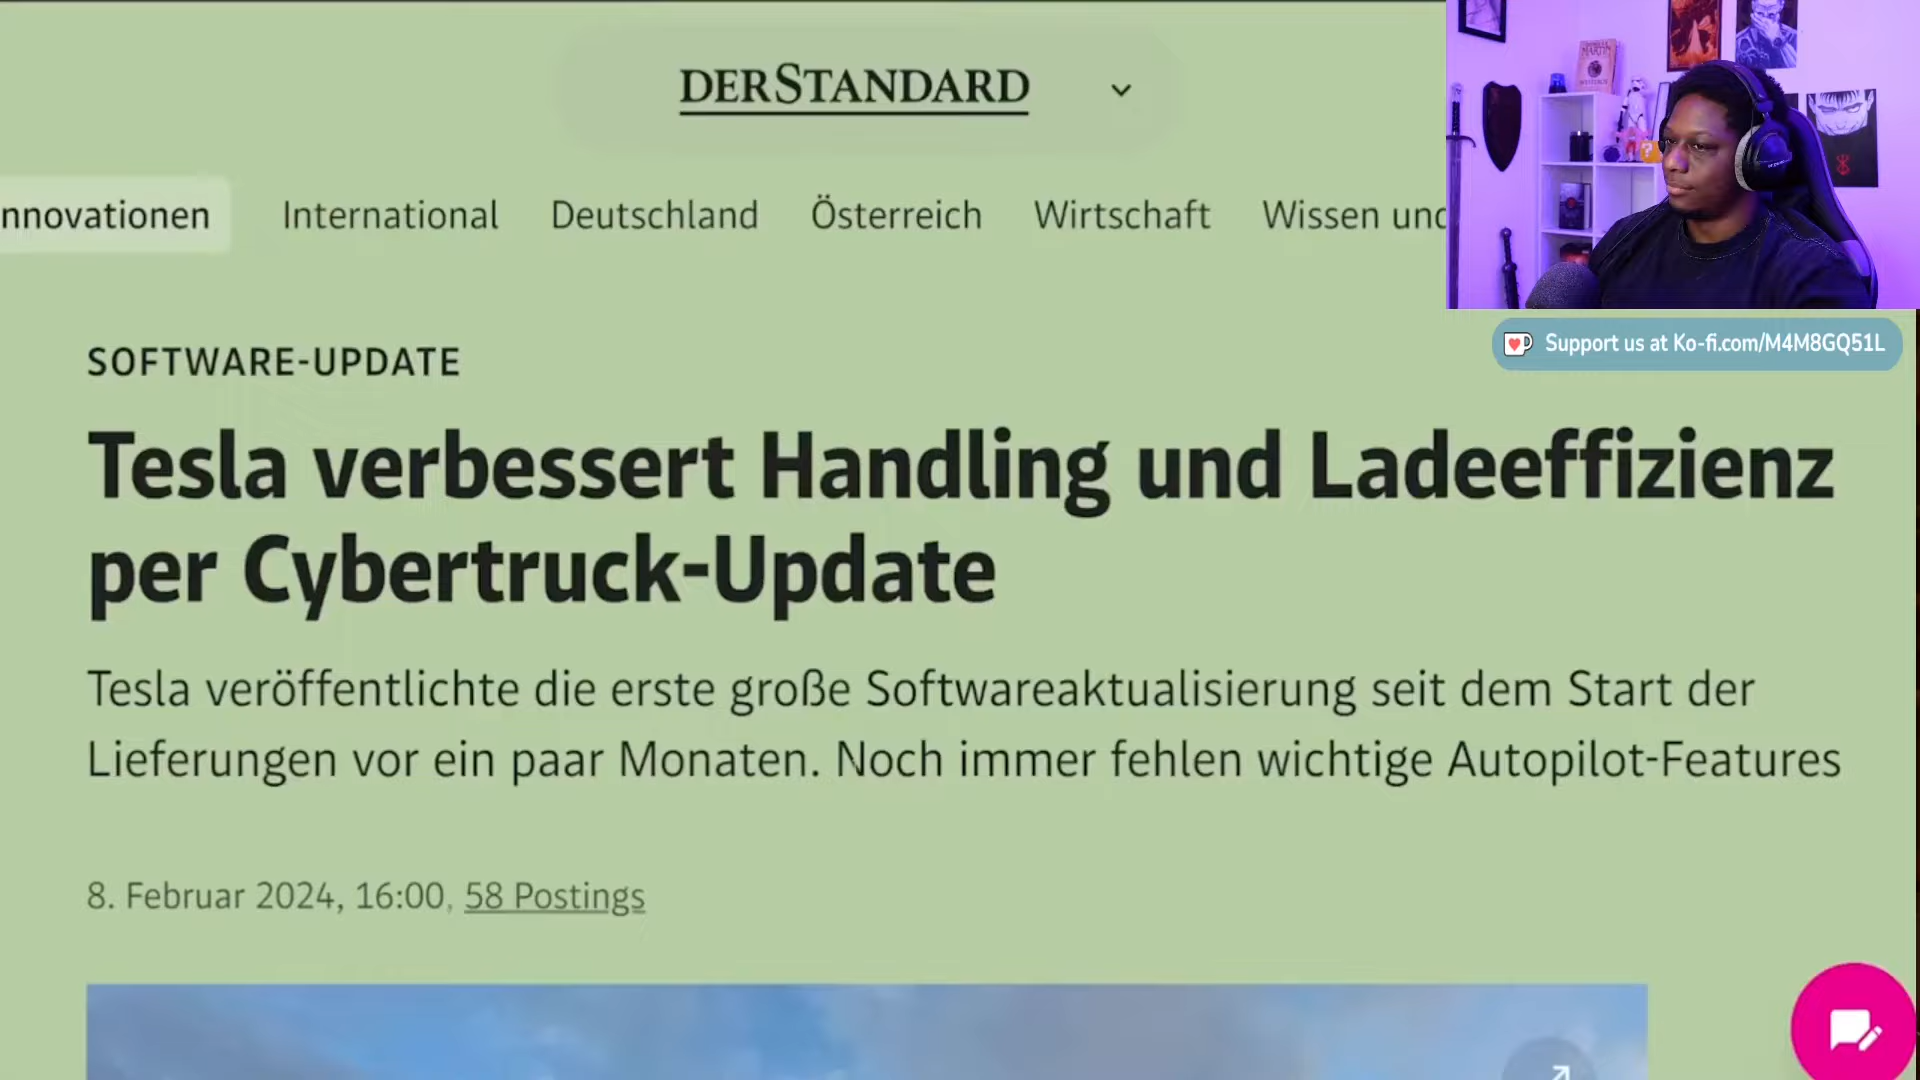 DERSTANDARD
nnovationen International Deutschland Österreich Wirtschaft Wissen und
SOFTWARE-UPDATE
Tesla verbessert Handling und Ladeeffizienz
per Cybertruck-Update
Tesla veröffentlichte die erste große Softwareaktualisierung seit dem Start der
Lieferungen vor ein paar Monaten. Noch immer fehlen wichtige Autopilot-Features
8. Februar 2024, 16:00, 58 Postings
MARTIN
Support us at Ko-fi.com/M4M8GQ51L